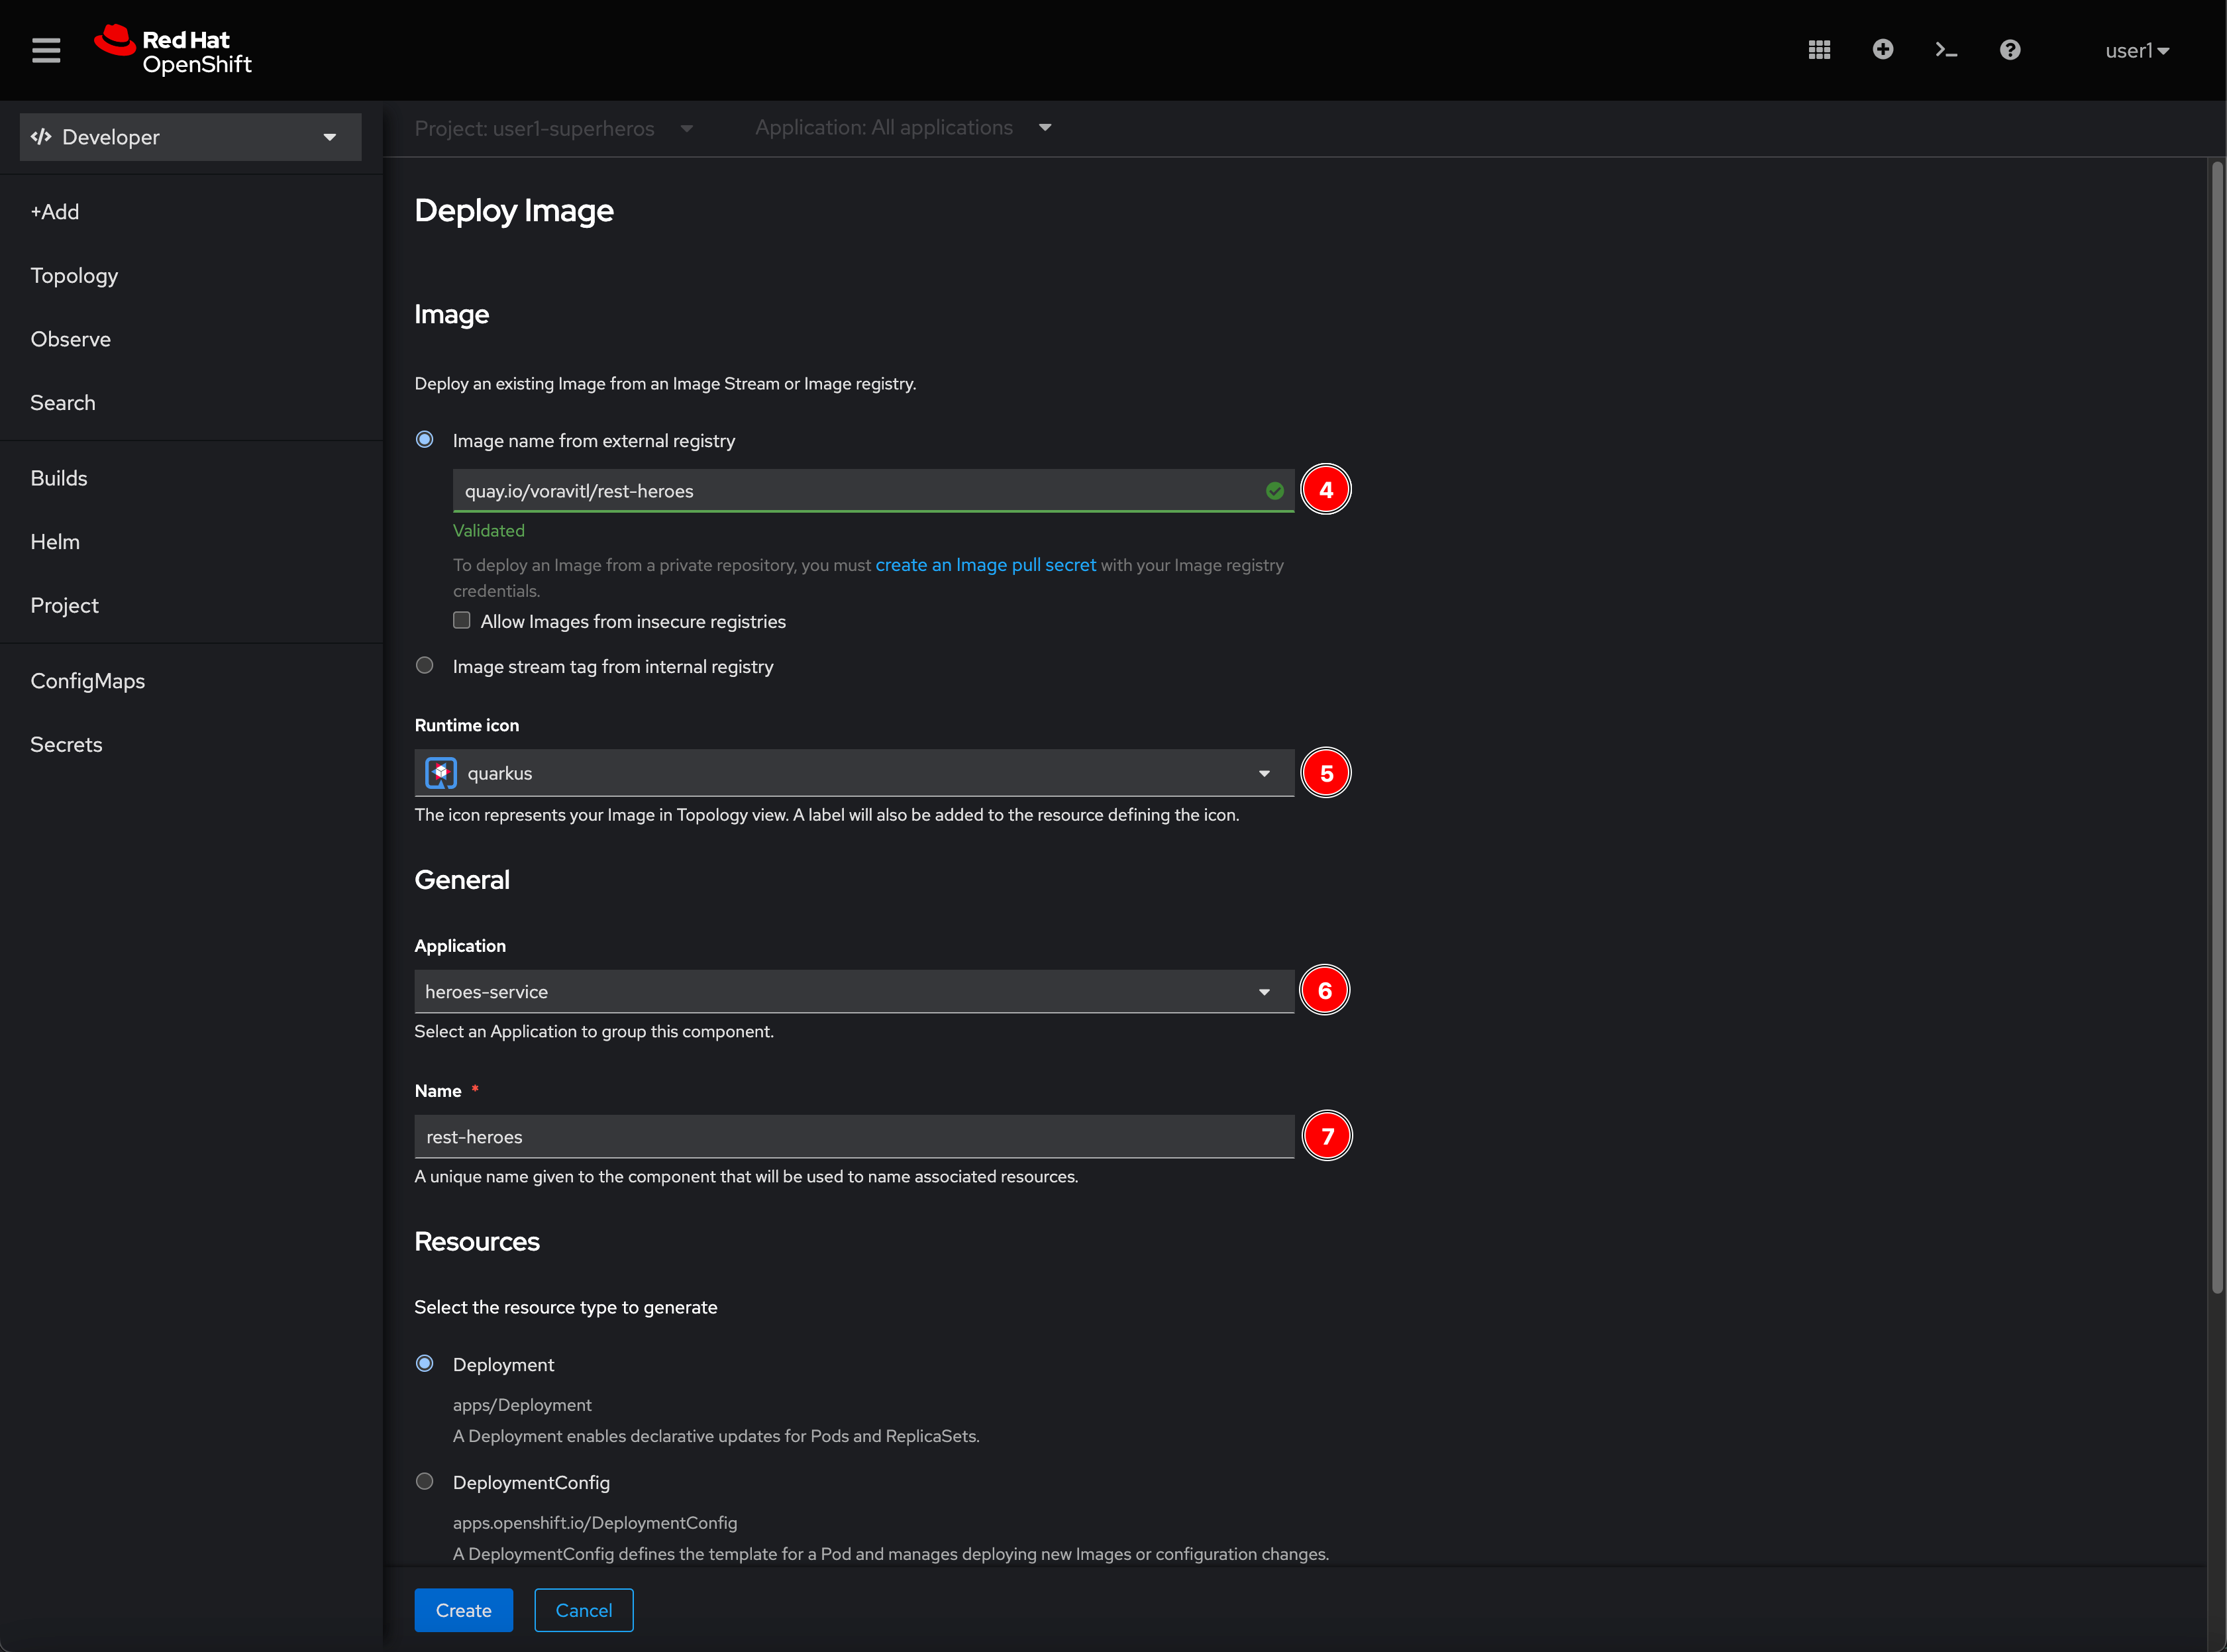 Red Hat
OpenShift
user1
Developer
Project: user1-superheros
Application: All applications
+Add
Topology
Observe
Search
Builds
Helm
Project
ConfigMaps
Secrets
Deploy Image
Image
Deploy an existing Image from an Image Stream or Image registry.
Image name from external registry
quay.io/voravitl/rest-heroes
4
Validated
To deploy an Image from a private repository, you must create an Image pull secret with your Image registry
credentials.
Allow Images from insecure registries
Image stream tag from internal registry
Runtime icon
quarkus
5
The icon represents your Image in Topology view. A label will also be added to the resource defining the icon.
General
Application
heroes-service
6
Select an Application to group this component.
Name *
rest-heroes
7
A unique name given to the component that will be used to name associated resources.
Resources
Select the resource type to generate
Deployment
apps/Deployment
A Deployment enables declarative updates for Pods and ReplicaSets.
DeploymentConfig
apps.openshift.io/DeploymentConfig
A DeploymentConfig defines the template for a Pod and manages deploying new Images or configuration changes.
Create
Cancel